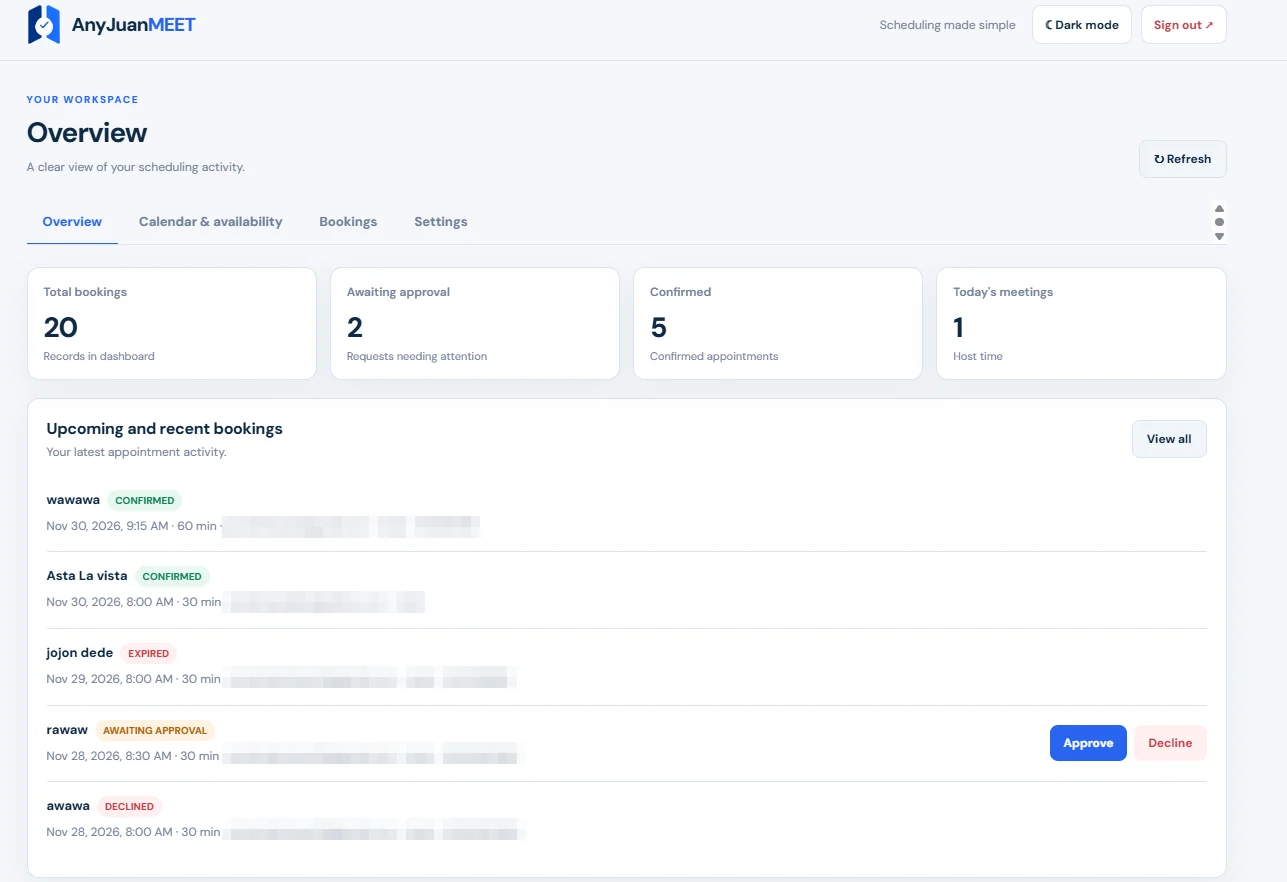 AnyJuanMEET
Scheduling made simple
☾ Dark mode
Sign out ↗
YOUR WORKSPACE
Overview
A clear view of your scheduling activity.
↻ Refresh
Overview
Calendar & availability
Bookings
Settings
Total bookings
20
Records in dashboard
Awaiting approval
2
Requests needing attention
Confirmed
5
Confirmed appointments
Today's meetings
1
Host time
Upcoming and recent bookings
Your latest appointment activity.
View all
wawawa CONFIRMED
Nov 30, 2026, 9:15 AM · 60 min ·
Asta La vista CONFIRMED
Nov 30, 2026, 8:00 AM · 30 min
jojon dede EXPIRED
Nov 29, 2026, 8:00 AM · 30 min
rawaw AWAITING APPROVAL
Nov 28, 2026, 8:30 AM · 30 min
Approve
Decline
awawa DECLINED
Nov 28, 2026, 8:00 AM · 30 min